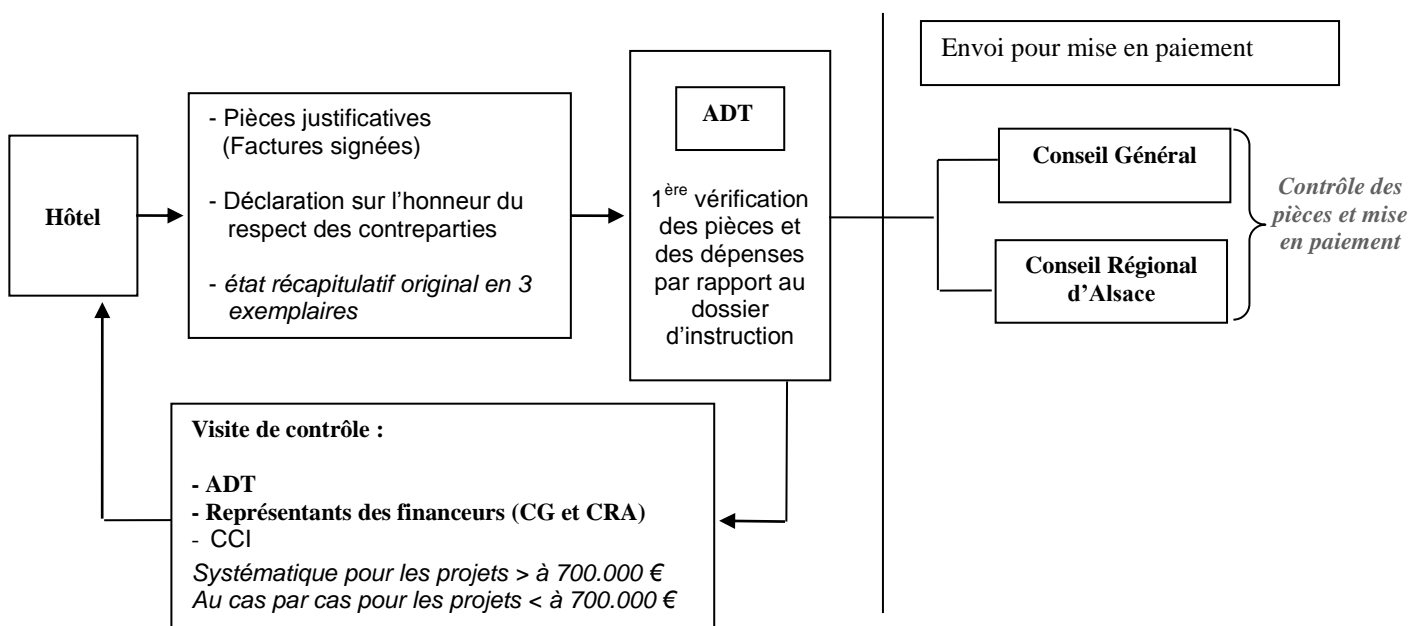 Envoi pour mise en paiement
Hôtel
- Pièces justificatives
(Factures signées)
- Déclaration sur l'honneur du
respect des contreparties
- état récapitulatif original en 3
exemplaires
ADT
1ère vérification
des pièces et
des dépenses
par rapport au
dossier
d'instruction
Conseil Général
Conseil Régional
d'Alsace
Contrôle des
pièces et mise
en paiement
Visite de contrôle :
- ADT
- Représentants des financeurs (CG et CRA)
- CCI
Systématique pour les projets > à 700.000 €
Au cas par cas pour les projets < à 700.000 €